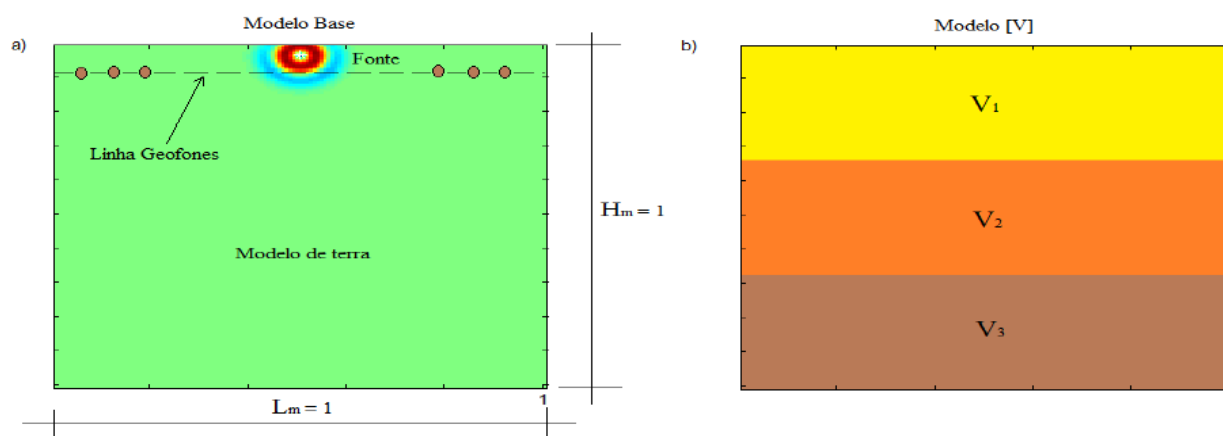 Modelo Base
a)
Fonte
Linha Geofones
Modelo de terra
Hm = 1
1
Lm = 1
b)
Modelo [V]
V1
V2
V3